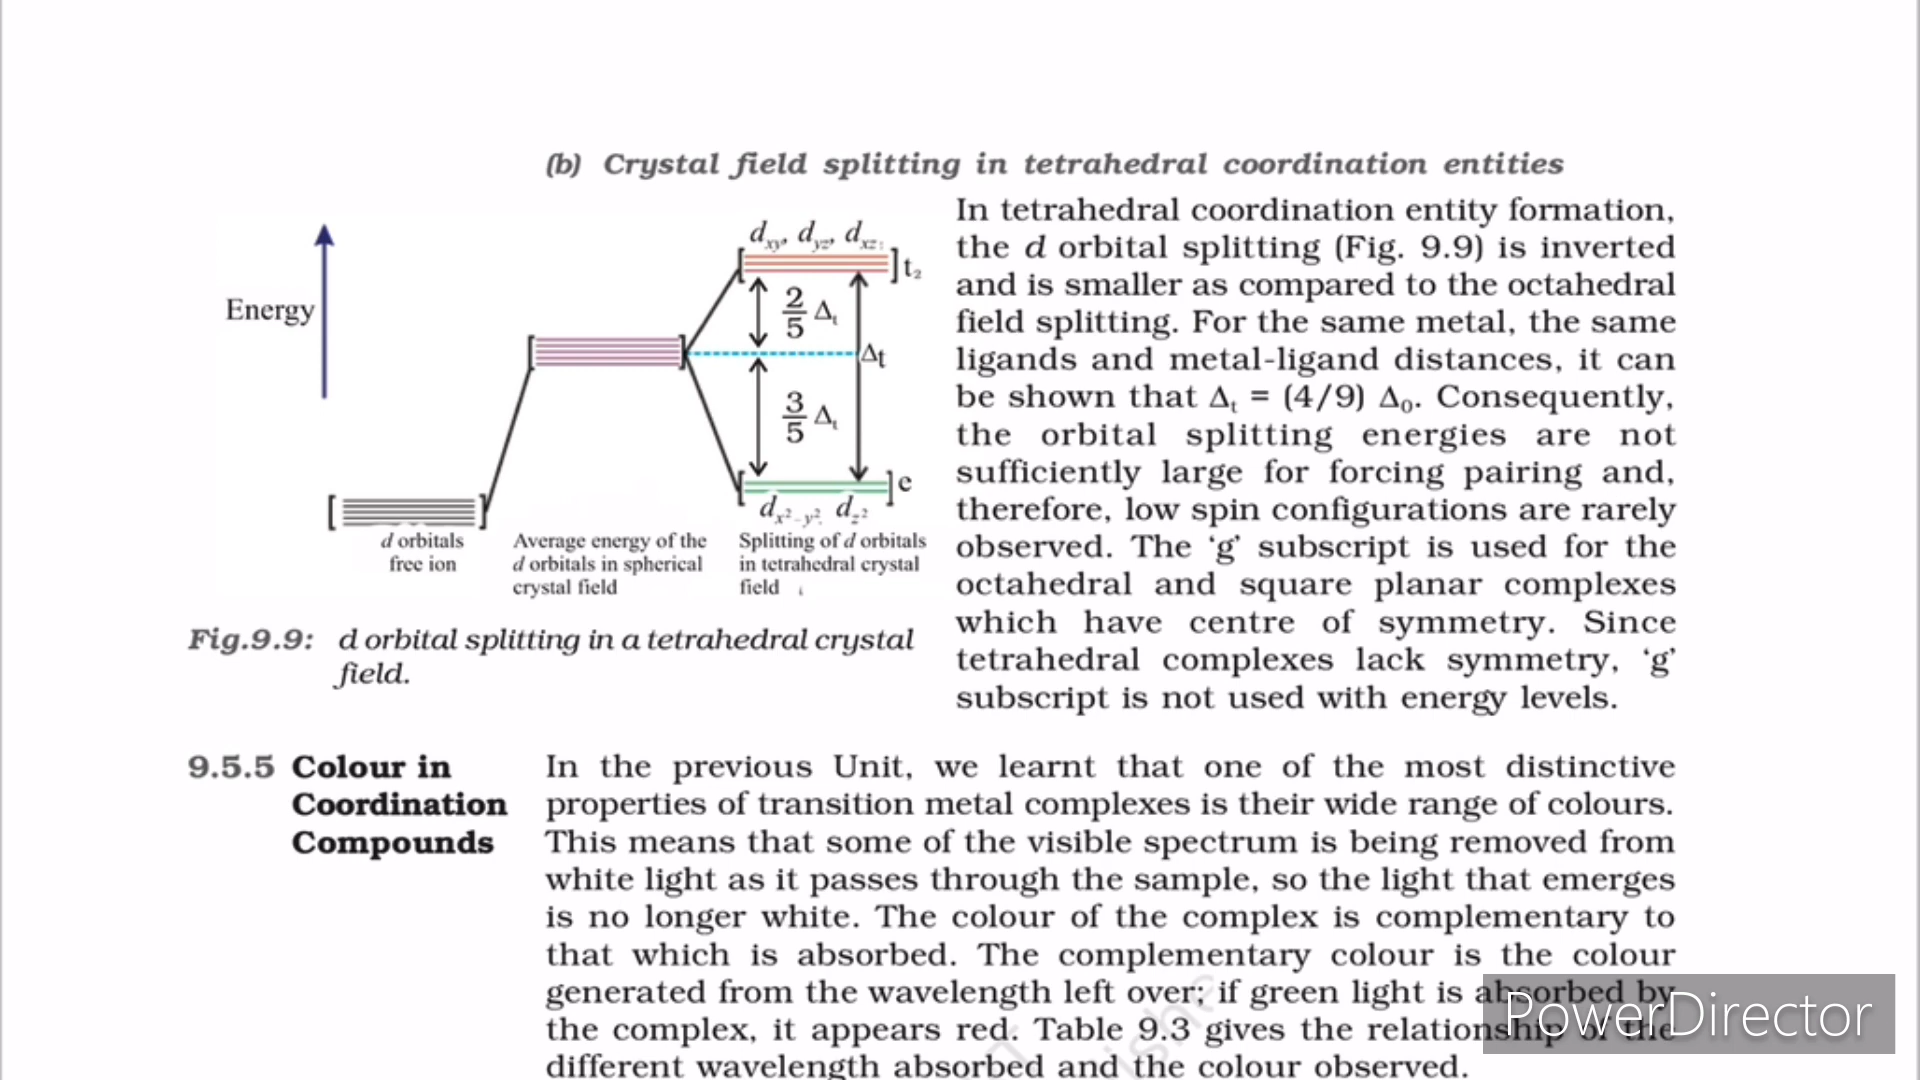 (b) Crystal field splitting in tetrahedral coordination entities
Energy
dxy, dyz, dxz
]t₂
2/5 Δt
Δt
3/5 Δt
]e
dx²-y², dz²
d orbitals
free ion
Average energy of the
d orbitals in spherical
crystal field
Splitting of d orbitals
in tetrahedral crystal
field
Fig.9.9: d orbital splitting in a tetrahedral crystal
field.
In tetrahedral coordination entity formation,
the d orbital splitting (Fig. 9.9) is inverted
and is smaller as compared to the octahedral
field splitting. For the same metal, the same
ligands and metal-ligand distances, it can
be shown that Δt = (4/9) Δ₀. Consequently,
the orbital splitting energies are not
sufficiently large for forcing pairing and,
therefore, low spin configurations are rarely
observed. The ‘g’ subscript is used for the
octahedral and square planar complexes
which have centre of symmetry. Since
tetrahedral complexes lack symmetry, ‘g’
subscript is not used with energy levels.
9.5.5 Colour in
Coordination
Compounds
In the previous Unit, we learnt that one of the most distinctive
properties of transition metal complexes is their wide range of colours.
This means that some of the visible spectrum is being removed from
white light as it passes through the sample, so the light that emerges
is no longer white. The colour of the complex is complementary to
that which is absorbed. The complementary colour is the colour
generated from the wavelength left over; if green light is absorbed by
the complex, it appears red. Table 9.3 gives the relationship of the
different wavelength absorbed and the colour observed.
PowerDirector